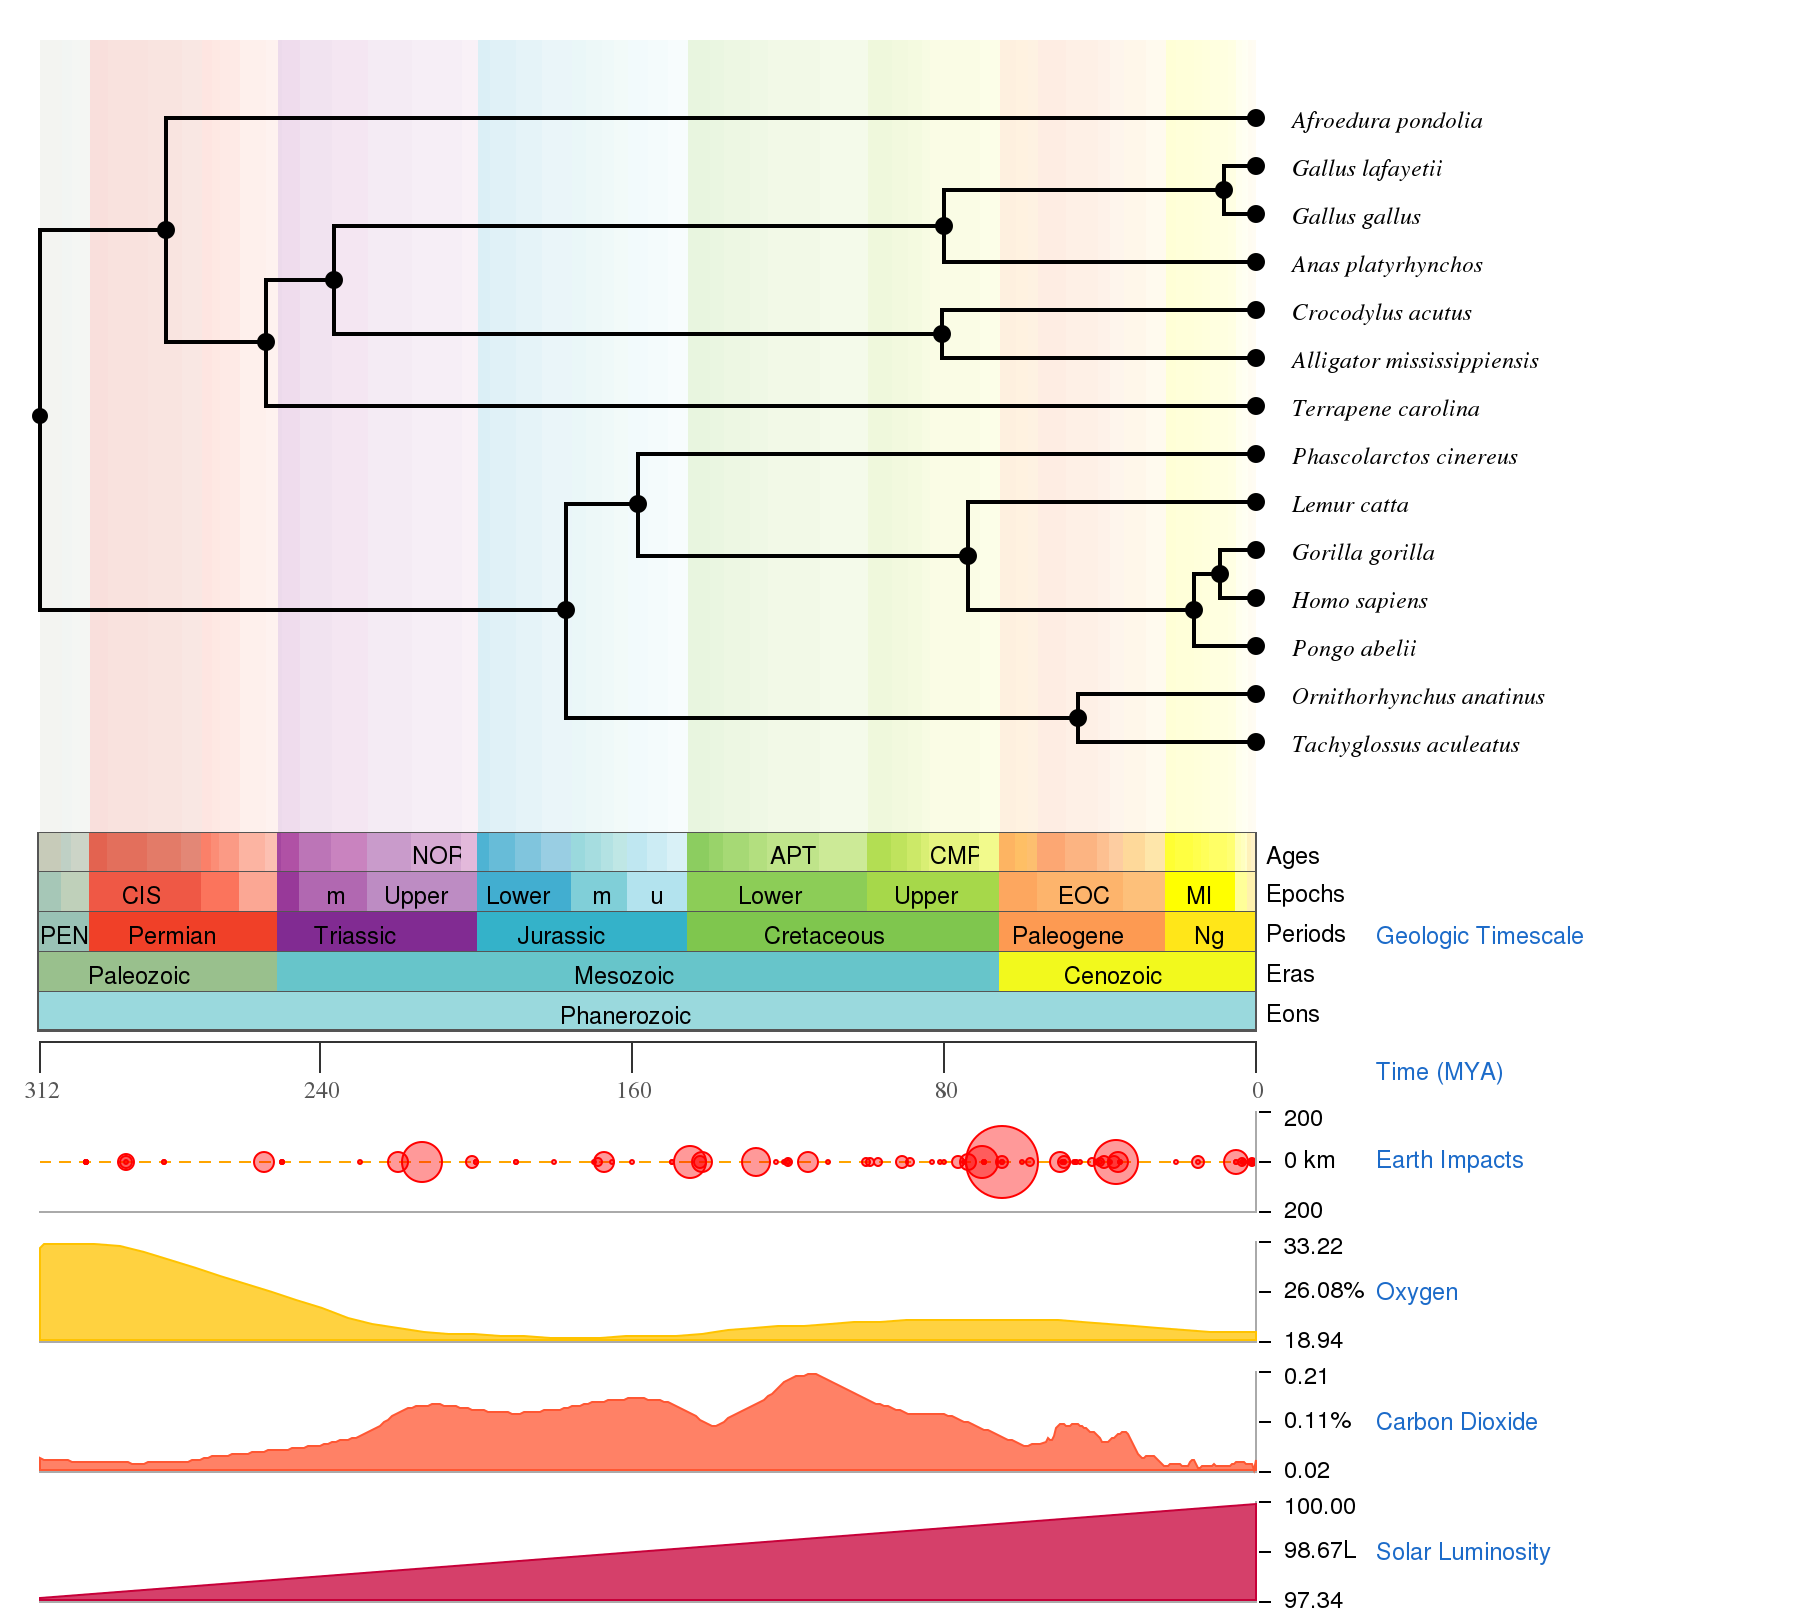 Afroedura pondolia
Gallus lafayetii
Gallus gallus
Anas platyrhynchos
Crocodylus acutus
Alligator mississippiensis
Terrapene carolina
Phascolarctos cinereus
Lemur catta
Gorilla gorilla
Homo sapiens
Pongo abelii
Ornithorhynchus anatinus
Tachyglossus aculeatus
NOR APT CMP Ages
CIS m Upper Lower m u Lower Upper EOC MI Epochs
PEN Permian Triassic Jurassic Cretaceous Paleogene Ng Periods Geologic Timescale
Paleozoic Mesozoic Cenozoic Eras
Phanerozoic Eons
Time (MYA)
312 240 160 80 0
200
0 km Earth Impacts
200
33.22
26.08% Oxygen
18.94
0.21
0.11% Carbon Dioxide
0.02
100.00
98.67L Solar Luminosity
97.34